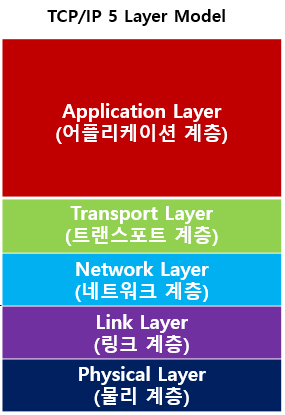 TCP/IP 5 Layer Model
Application Layer
(어플리케이션 계층)
Transport Layer
(트랜스포트 계층)
Network Layer
(네트워크 계층)
Link Layer
(링크 계층)
Physical Layer
(물리 계층)